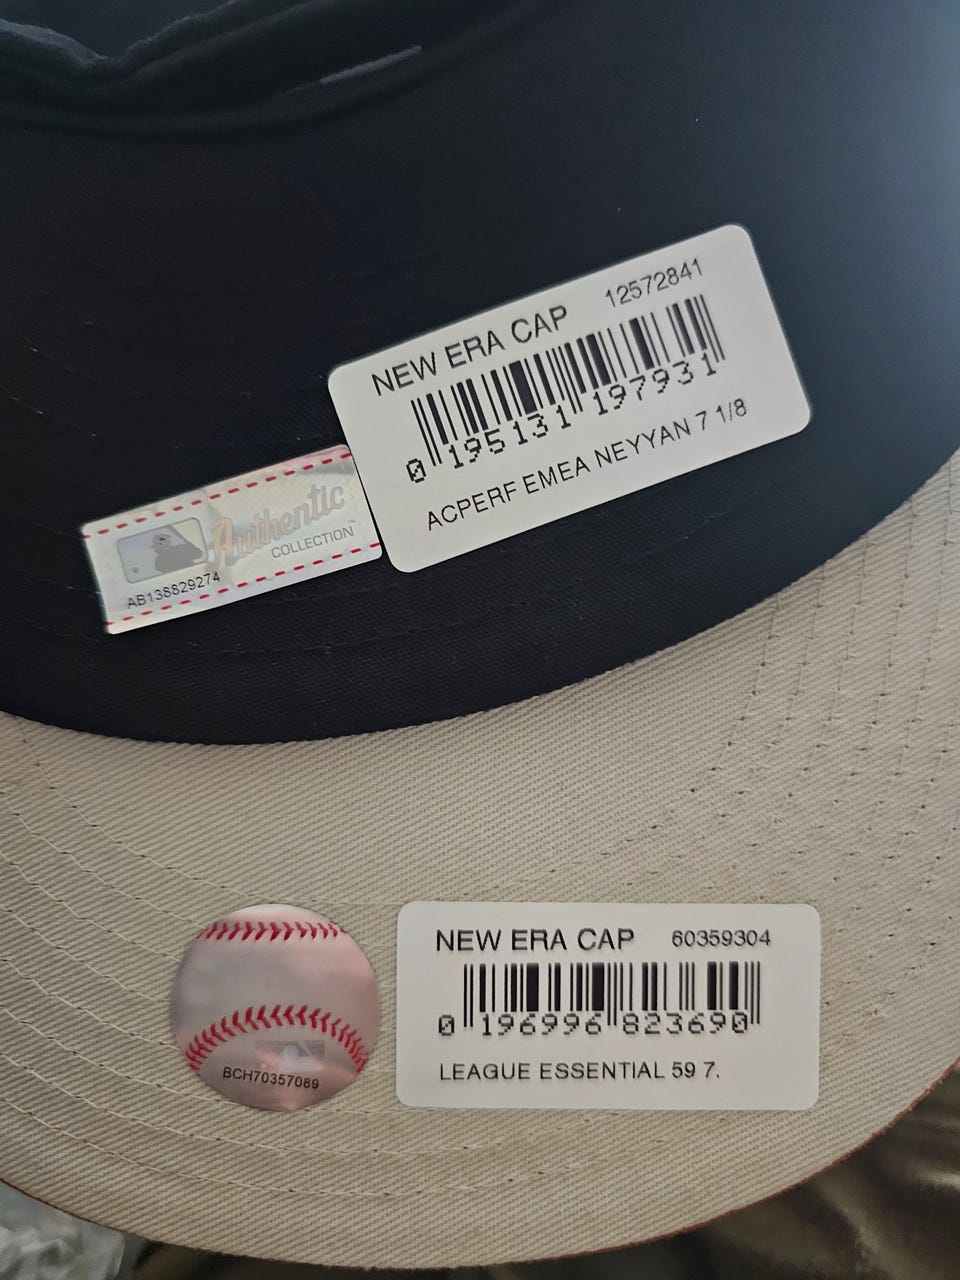 NEW ERA CAP 12572841
0 195131 197931
ACPERF EMEA NEYYAN 7 1/8
Authentic
COLLECTION™
AB138829274
NEW ERA CAP 60359304
0 196996 823690
LEAGUE ESSENTIAL 59 7.
BCH70357089